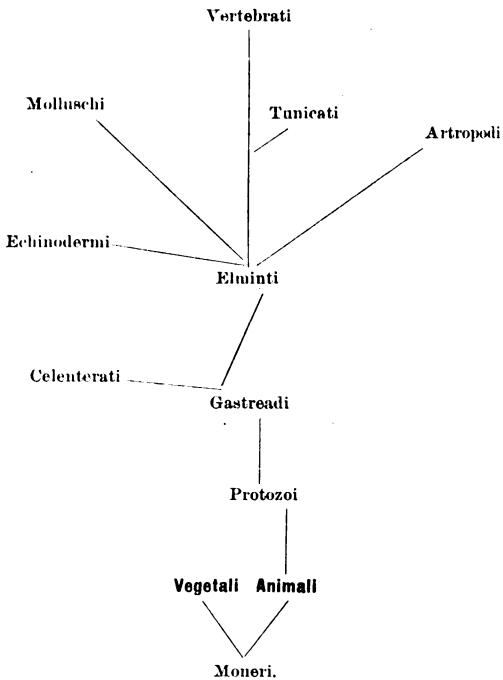 Vertebrati
Molluschi
Tunicati
Artropodi
Echinodermi
Elminti
Celenterati
Gastreadi
Protozoi
Vegetali Animali
Moneri.